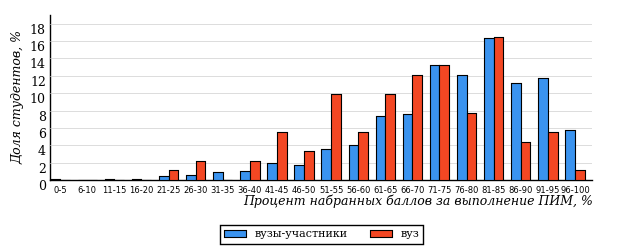 Доля студентов, %
18
16
14
12
10
8
6
4
2
0
0-5 6-10 11-15 16-20 21-25 26-30 31-35 36-40 41-45 46-50 51-55 56-60 61-65 66-70 71-75 76-80 81-85 86-90 91-95 96-100
Процент набранных баллов за выполнение ПИМ, %
вузы-участники вуз